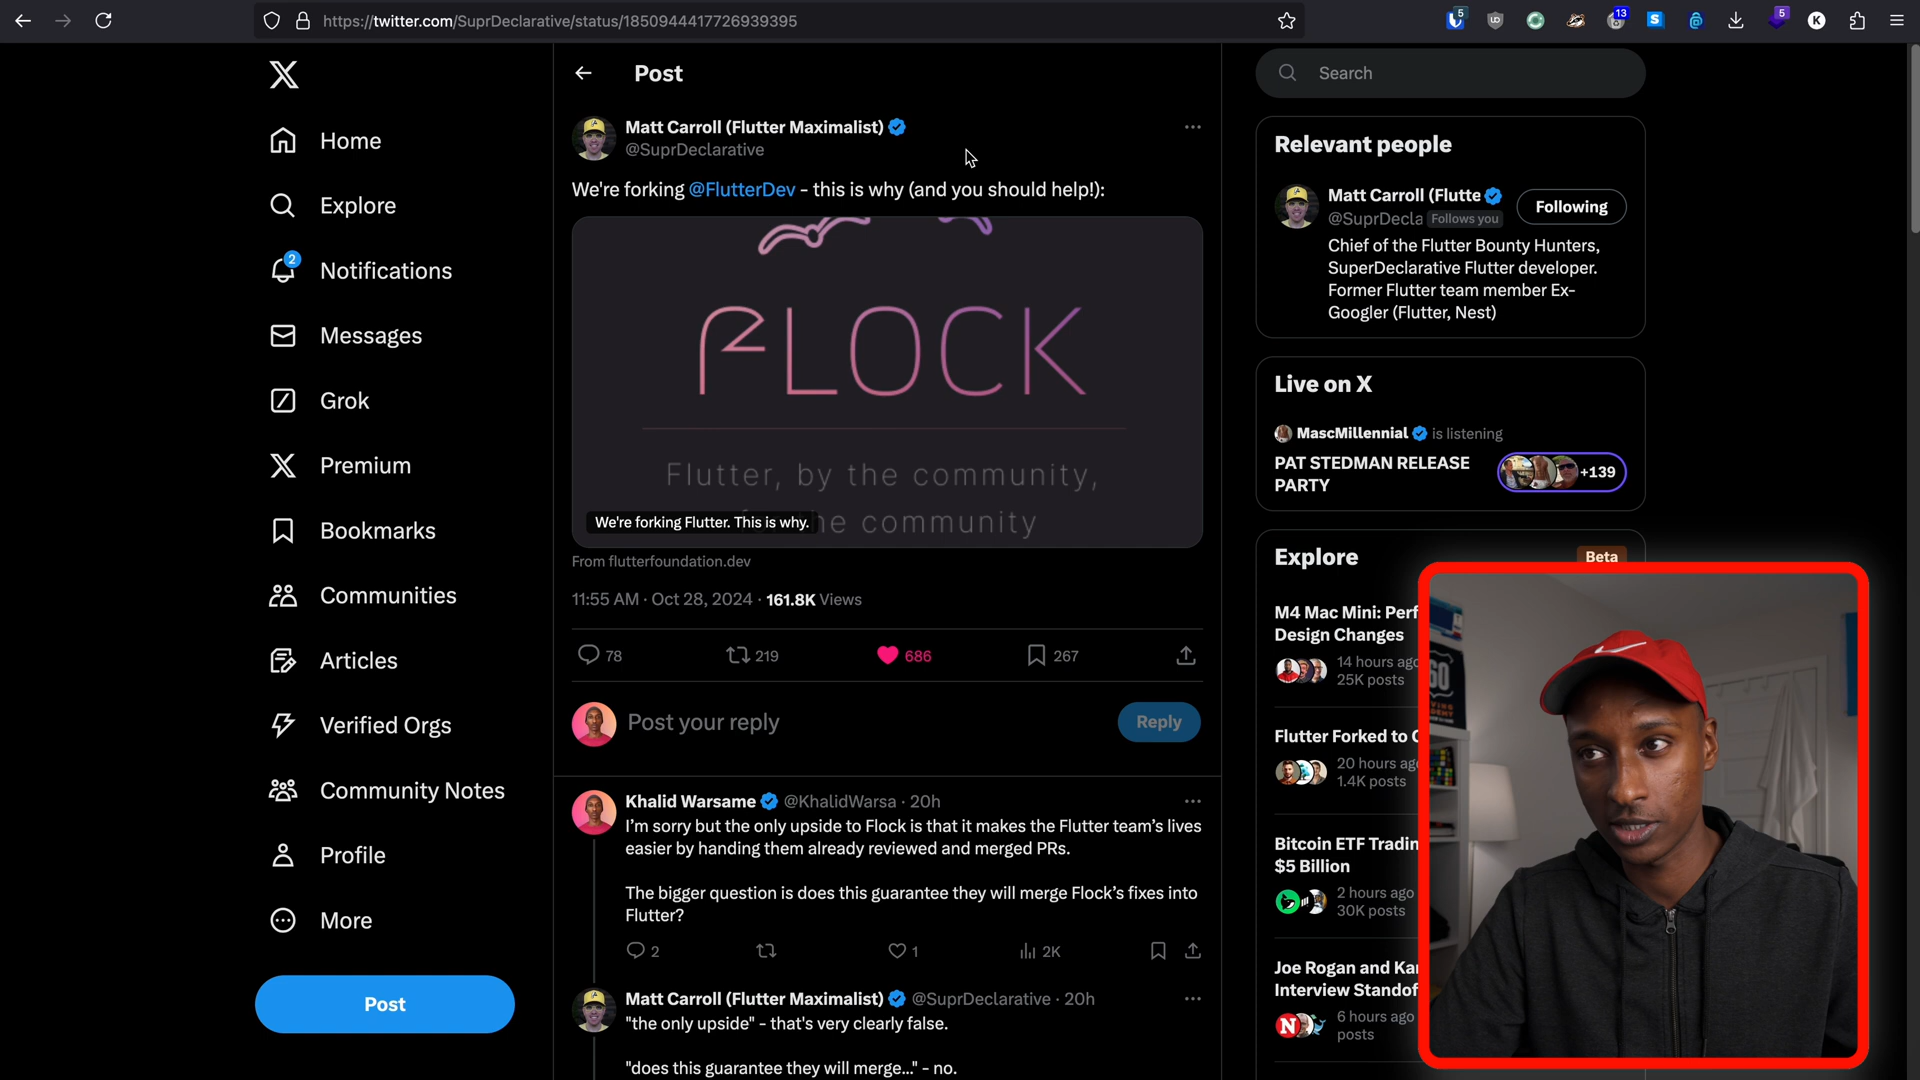 https://twitter.com/SuprDeclarative/status/1850944417726939395
5
13
5
K
Home
Explore
2
Notifications
Messages
Grok
Premium
Bookmarks
Communities
Articles
Verified Orgs
Community Notes
Profile
More
Post
Post
Matt Carroll (Flutter Maximalist)
@SuprDeclarative
We're forking @FlutterDev - this is why (and you should help!):
FLOCK
Flutter, by the community,
he community
We're forking Flutter. This is why.
From flutterfoundation.dev
11:55 AM · Oct 28, 2024 · 161.8K Views
78
219
686
267
Post your reply
Reply
Khalid Warsame @KhalidWarsa · 20h
I'm sorry but the only upside to Flock is that it makes the Flutter team's lives
easier by handing them already reviewed and merged PRs.
The bigger question is does this guarantee they will merge Flock's fixes into
Flutter?
2
1
2K
Matt Carroll (Flutter Maximalist) @SuprDeclarative · 20h
"the only upside" - that's very clearly false.
"does this guarantee they will merge..." - no.
Search
Relevant people
Matt Carroll (Flutte
@SuprDecla Follows you
Following
Chief of the Flutter Bounty Hunters,
SuperDeclarative Flutter developer.
Former Flutter team member Ex-
Googler (Flutter, Nest)
Live on X
MascMillennial is listening
PAT STEDMAN RELEASE
PARTY
+139
Explore
Beta
M4 Mac Mini: Perf
Design Changes
14 hours ago
25K posts
Flutter Forked to
20 hours ag
1.4K posts
Bitcoin ETF Tradin
$5 Billion
2 hours ago
30K posts
Joe Rogan and Ka
Interview Standof
6 hours ago
posts